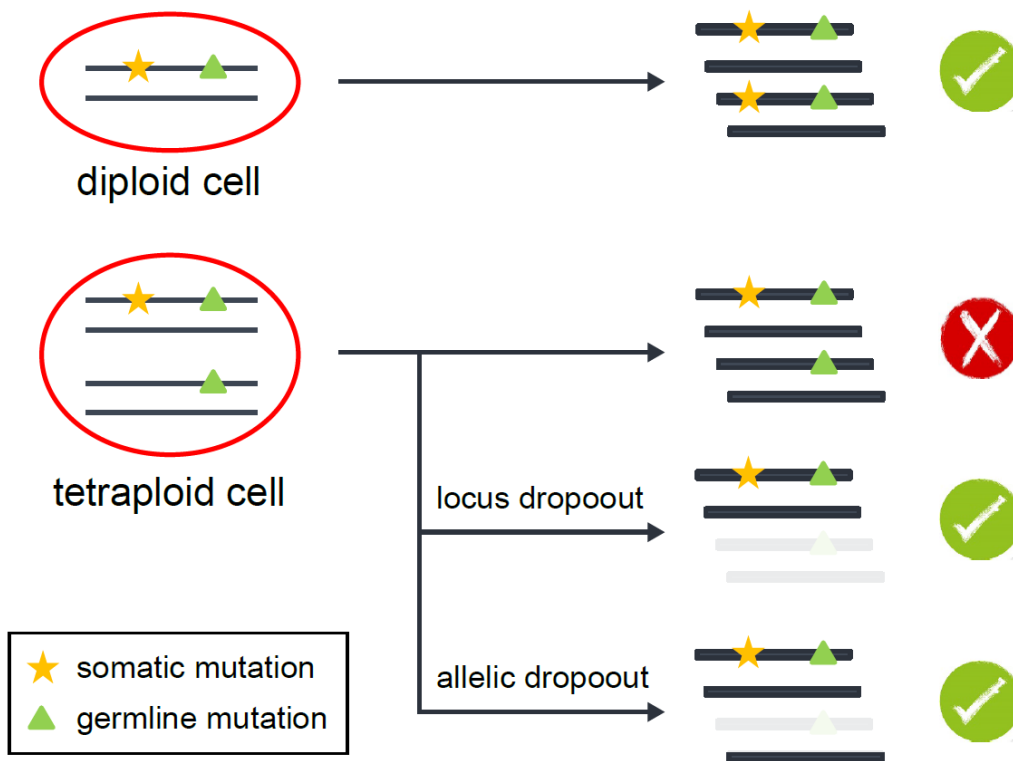 diploid cell
tetraploid cell
locus dropoout
allelic dropoout
somatic mutation
germline mutation